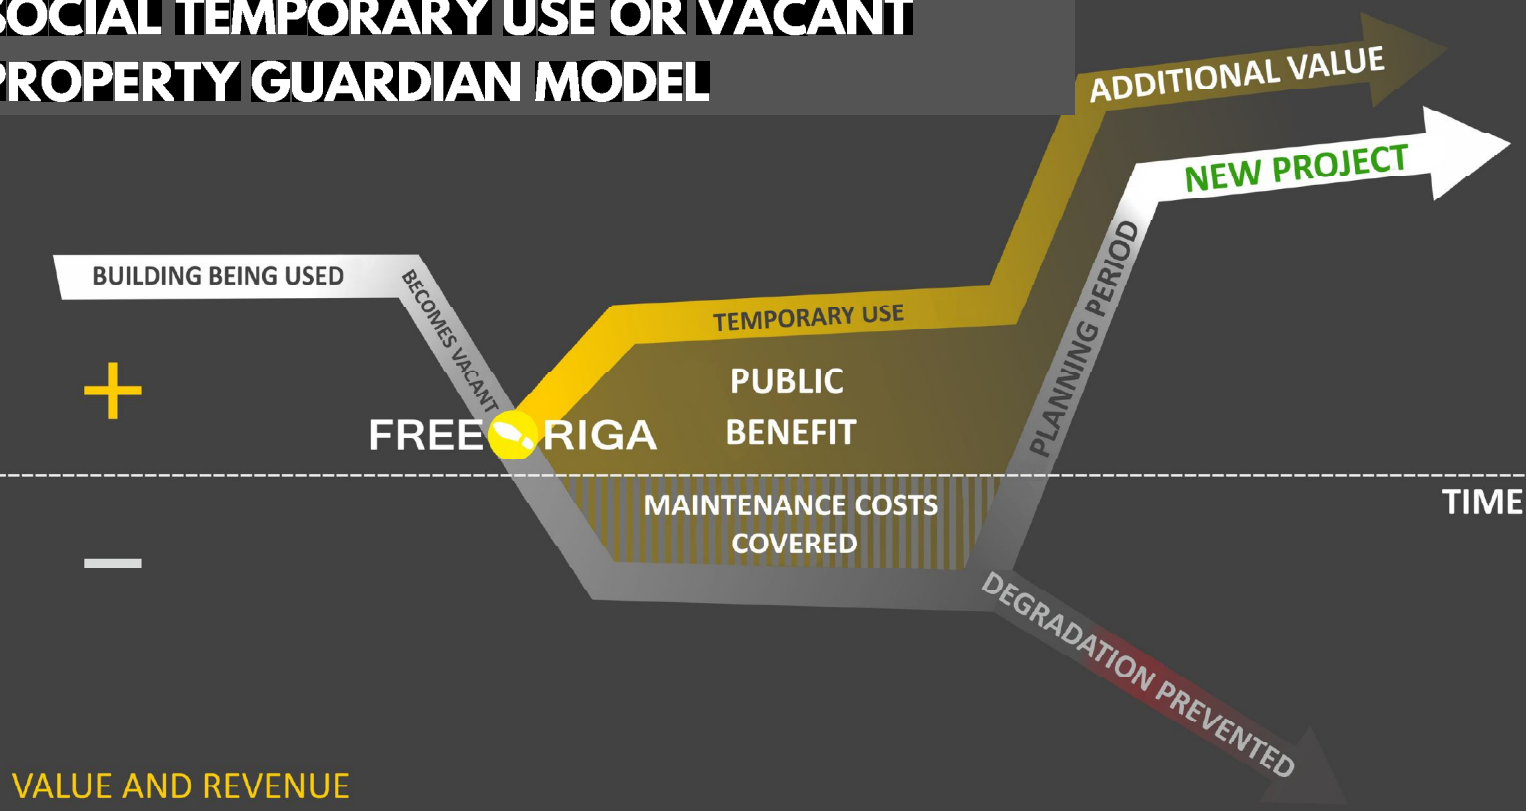 SOCIAL TEMPORARY USE OR VACANT
PROPERTY GUARDIAN MODEL
ADDITIONAL VALUE
NEW PROJECT
BUILDING BEING USED
BECOMES VACANT
TEMPORARY USE
PLANNING PERIOD
PUBLIC
BENEFIT
+
FREE RIGA
TIME
MAINTENANCE COSTS
COVERED
−
DEGRADATION PREVENTED
VALUE AND REVENUE